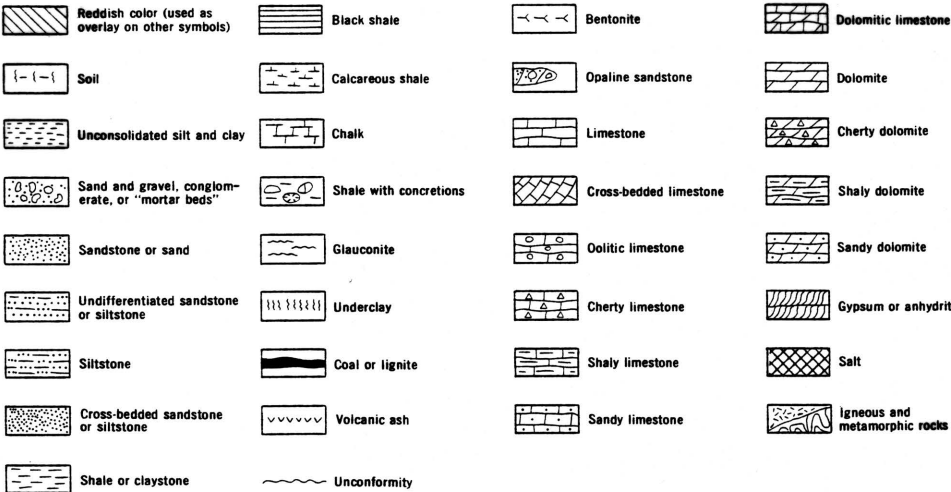 Reddish color (used as
overlay on other symbols)
Soil
Unconsolidated silt and clay
Sand and gravel, conglom-
erate, or "mortar beds"
Sandstone or sand
Undifferentiated sandstone
or siltstone
Siltstone
Cross-bedded sandstone
or siltstone
Shale or claystone
Black shale
Calcareous shale
Chalk
Shale with concretions
Glauconite
Underclay
Coal or lignite
Volcanic ash
Unconformity
Bentonite
Opaline sandstone
Limestone
Cross-bedded limestone
Oolitic limestone
Cherty limestone
Shaly limestone
Sandy limestone
Dolomitic limestone
Dolomite
Cherty dolomite
Shaly dolomite
Sandy dolomite
Gypsum or anhydrit
Salt
Igneous and
metamorphic rocks